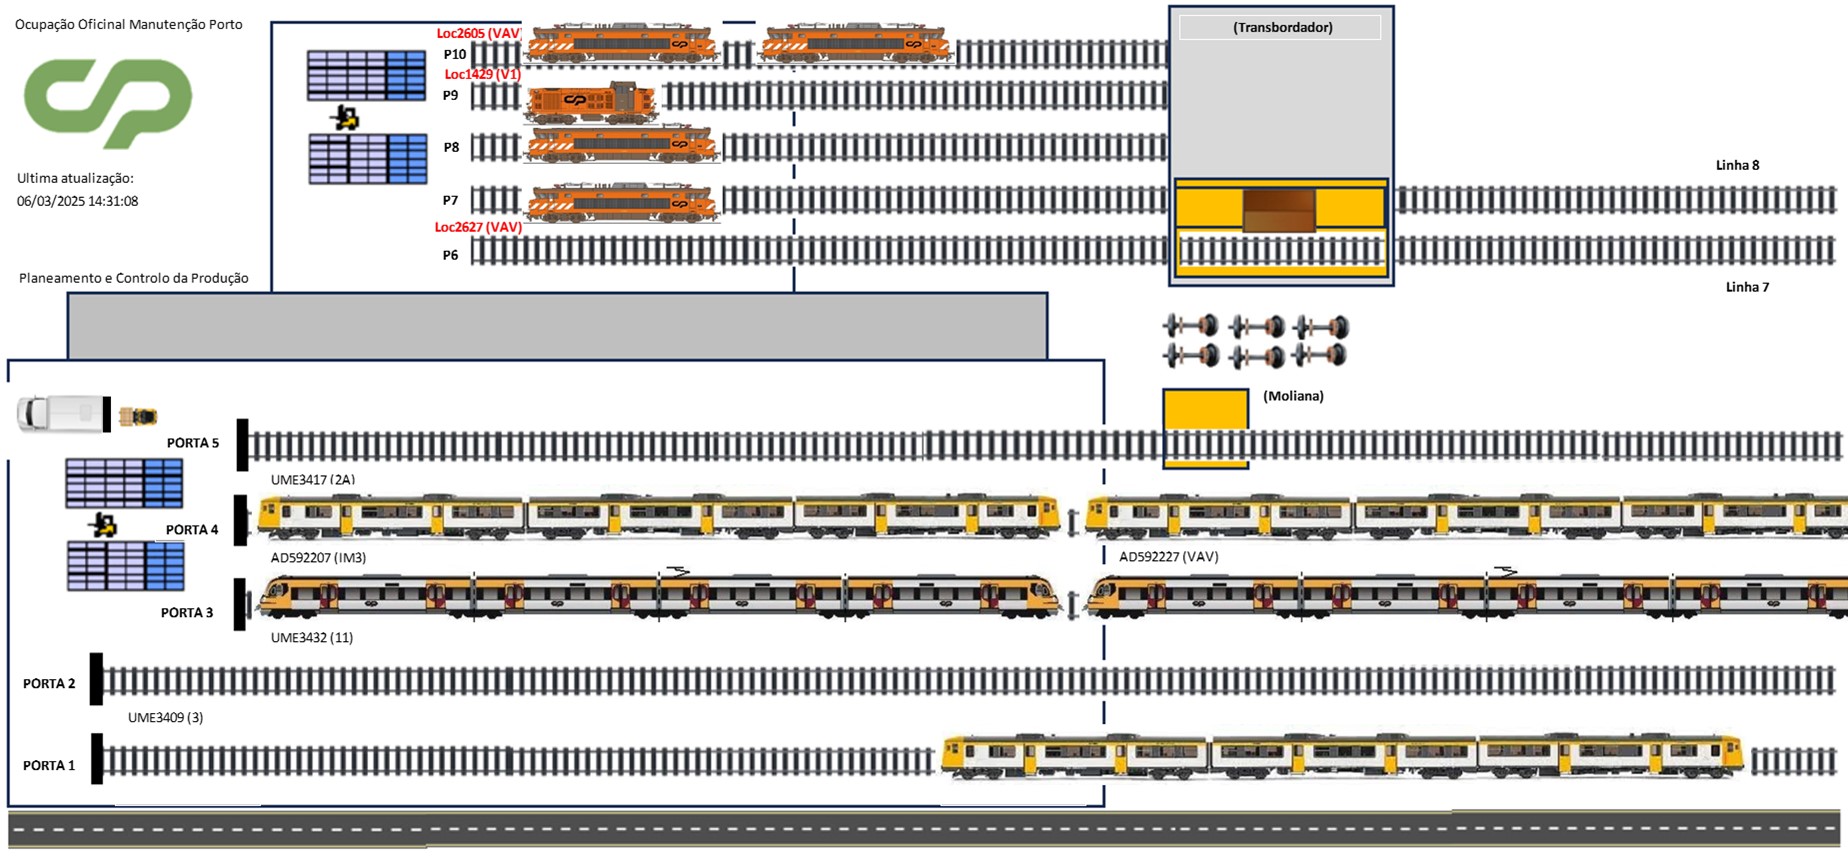 Ocupação Oficinal Manutenção Porto
Ultima atualização:
06/03/2025 14:31:08
Planeamento e Controlo da Produção
Loc2605 (VAV)
P10
Loc1429 (V1)
P9
P8
P7
Loc2627 (VAV)
P6
(Transbordador)
Linha 8
Linha 7
(Moliana)
PORTA 5
UME3417 (2A)
PORTA 4
AD592207 (IM3)
AD592227 (VAV)
PORTA 3
UME3432 (11)
PORTA 2
UME3409 (3)
PORTA 1